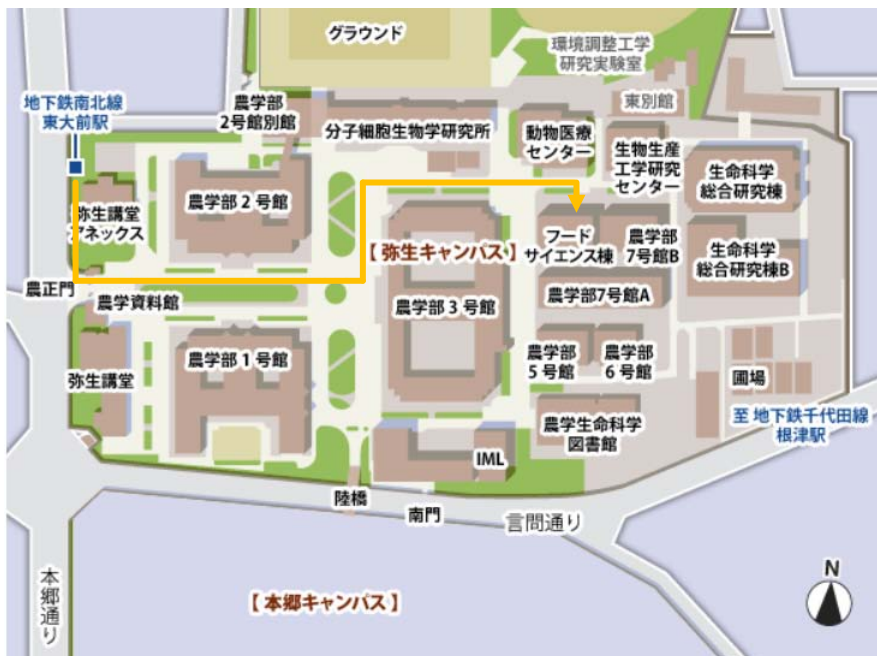 グラウンド
環境調整工学
研究実験室
地下鉄南北線
東大前駅
農学部
2号館別館
東別館
分子細胞生物学研究所
動物医療
センター
生物生産
工学研究
センター
生命科学
総合研究棟
弥生講堂
アネックス
農学部 2 号館
【 弥生キャンパス 】
フード
サイエンス棟
農学部
7号館B
生命科学
総合研究棟B
農正門
農学資料館
農学部 3 号館
農学部7号館A
弥生講堂
農学部 1 号館
農学部
5 号館
農学部
6 号館
圃場
至 地下鉄千代田線
根津駅
農学生命科学
図書館
IML
陸橋
南門
言問通り
本郷通り
【 本郷キャンパス 】
N